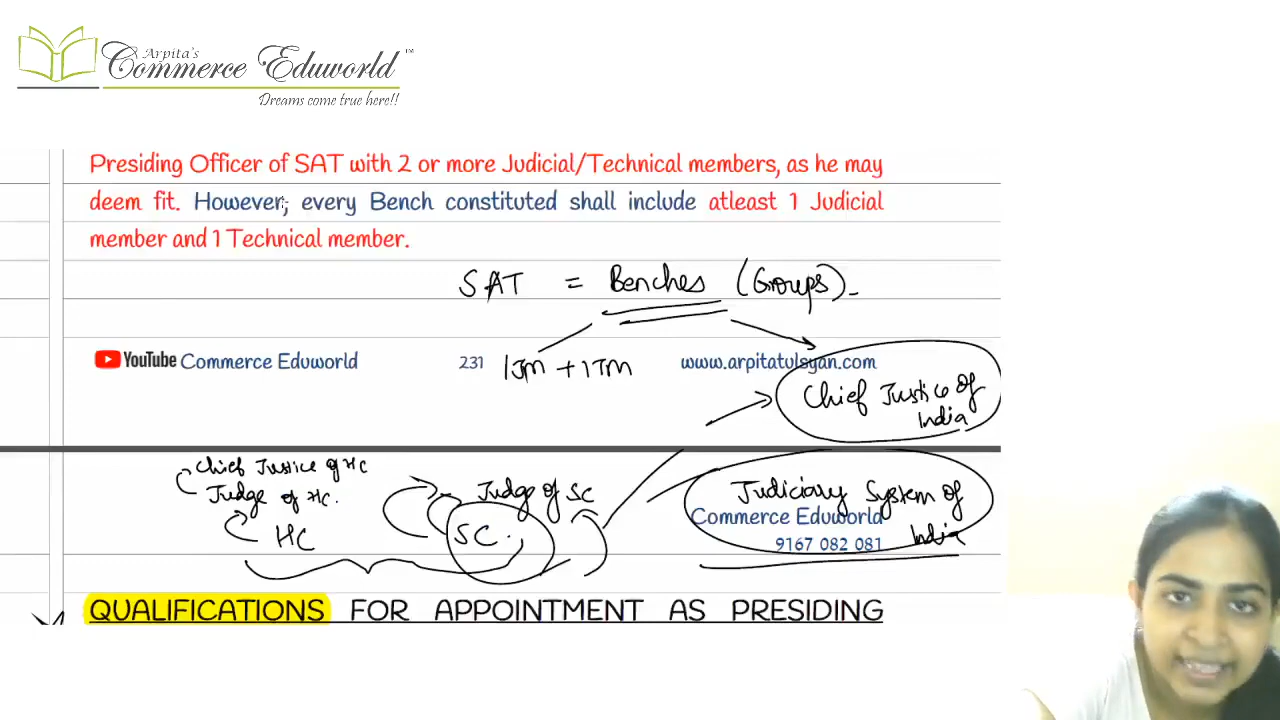 Arpita's
Commerce Eduworld™
Dreams come true here!!
Presiding Officer of SAT with 2 or more Judicial/Technical members, as he may
deem fit. However, every Bench constituted shall include atleast 1 Judicial
member and 1 Technical member.
SAT = Benches (Groups)
YouTube Commerce Eduworld 231 www.arpitatulsyan.com
1JM + 1TM
Chief Justice of
India
Chief Justice of HC
Judge of HC.
HC
Judge of SC
SC.
Judiciary System of
India
Commerce Eduworld
9167 082 081
QUALIFICATIONS FOR APPOINTMENT AS PRESIDING